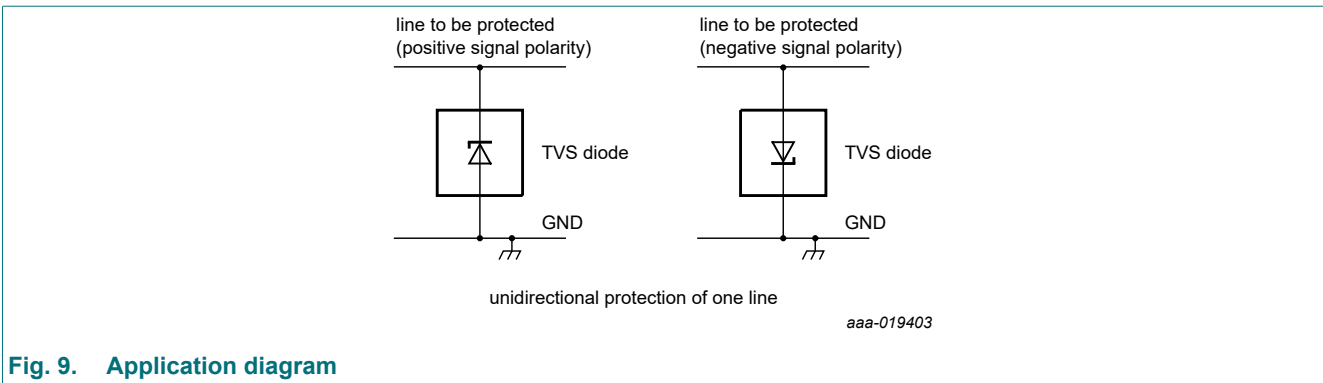 line to be protected
(positive signal polarity)
line to be protected
(negative signal polarity)
TVS diode
TVS diode
GND
GND
unidirectional protection of one line
aaa-019403
Fig. 9. Application diagram